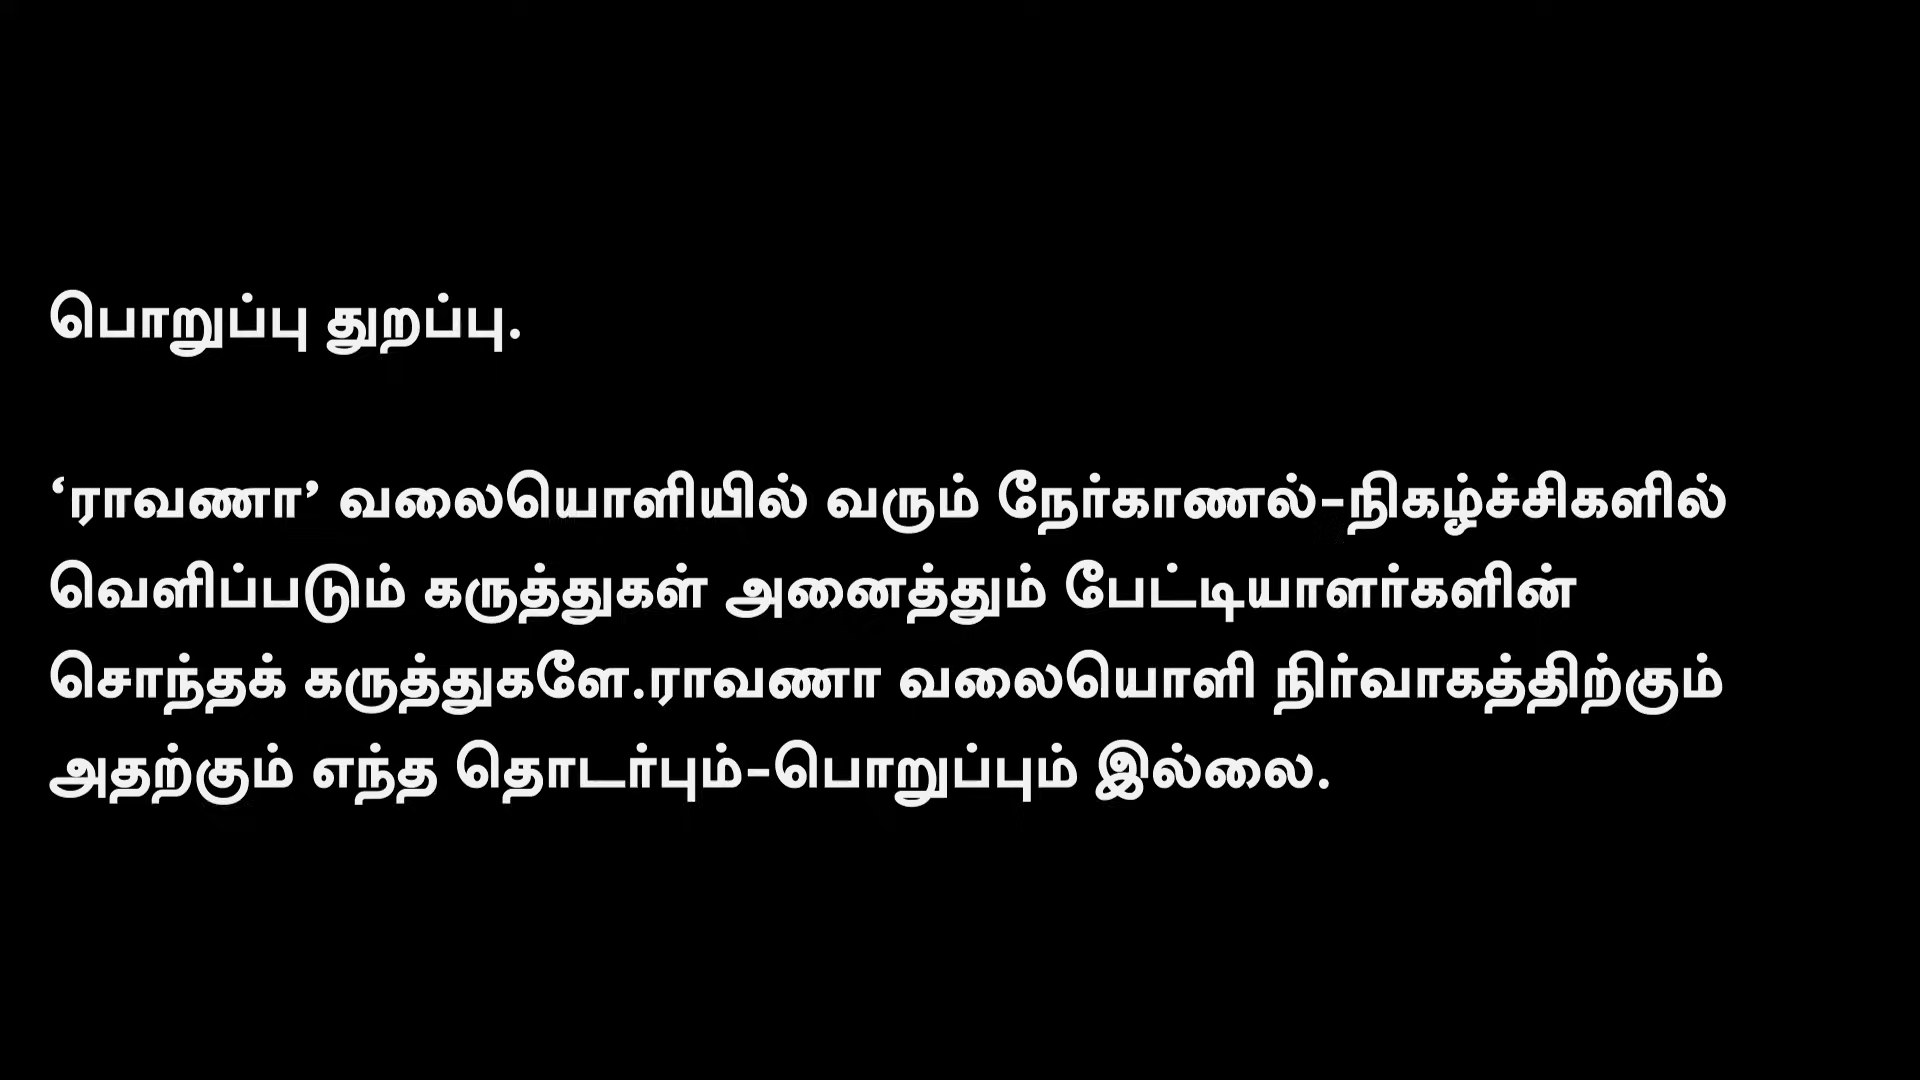 பொறுப்பு துறப்பு.
‘ராவணா’ வலையொளியில் வரும் நேர்காணல்-நிகழ்ச்சிகளில்
வெளிப்படும் கருத்துகள் அனைத்தும் பேட்டியாளர்களின்
சொந்தக் கருத்துகளே.ராவணா வலையொளி நிர்வாகத்திற்கும்
அதற்கும் எந்த தொடர்பும்-பொறுப்பும் இல்லை.